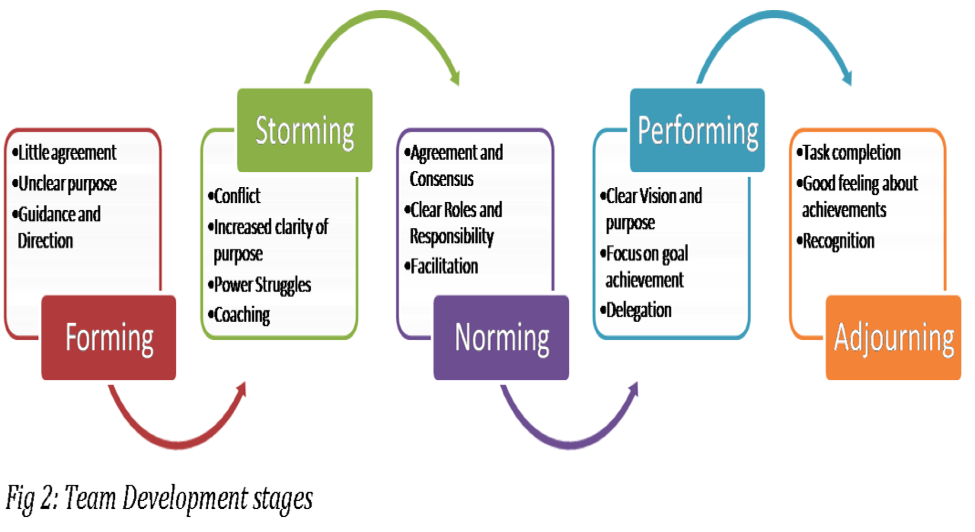 Forming
•Little agreement
•Unclear purpose
•Guidance and
Direction
Storming
•Conflict
•Increased clarity of
purpose
•Power Struggles
•Coaching
Norming
•Agreement and
Consensus
•Clear Roles and
Responsibility
•Facilitation
Performing
•Clear Vision and
purpose
•Focus on goal
achievement
•Delegation
Adjourning
•Task completion
•Good feeling about
achievements
•Recognition
Fig 2: Team Development stages